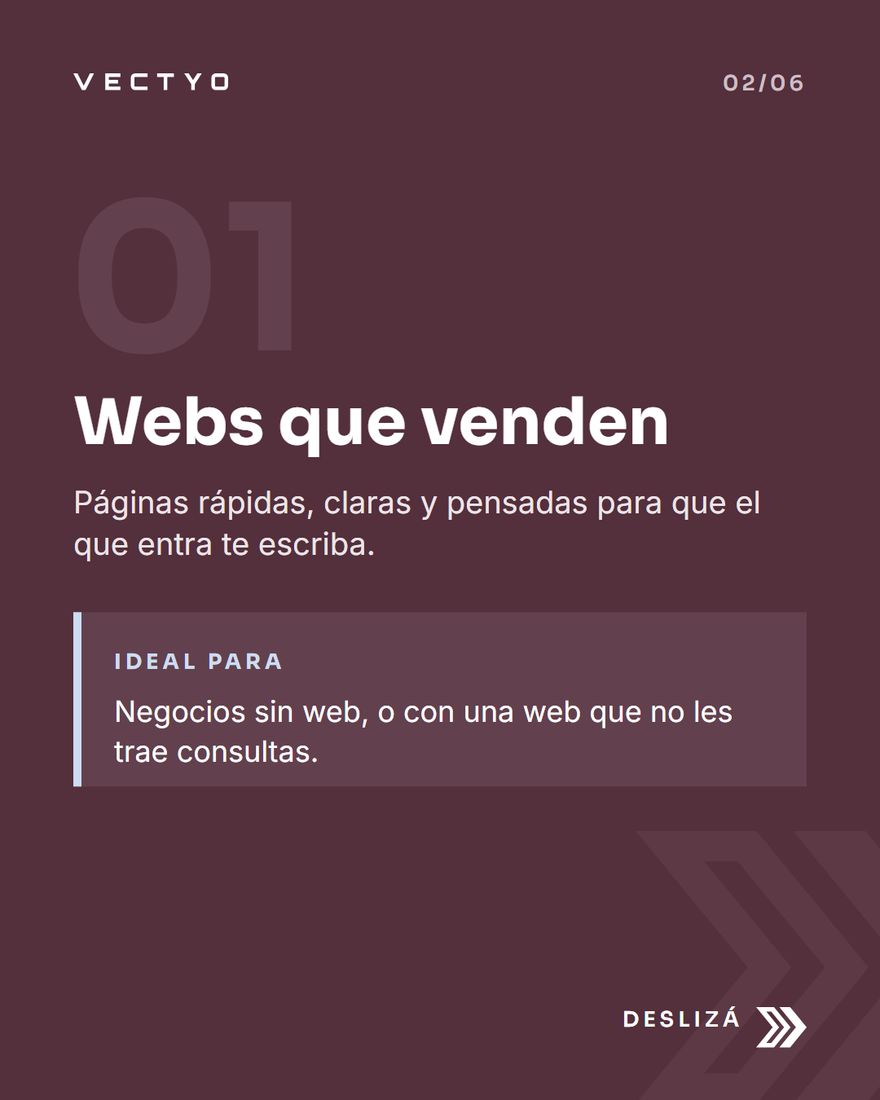 VECTYO
02/06
01
Webs que venden
Páginas rápidas, claras y pensadas para que el
que entra te escriba.
IDEAL PARA
Negocios sin web, o con una web que no les
trae consultas.
DESLIZÁ